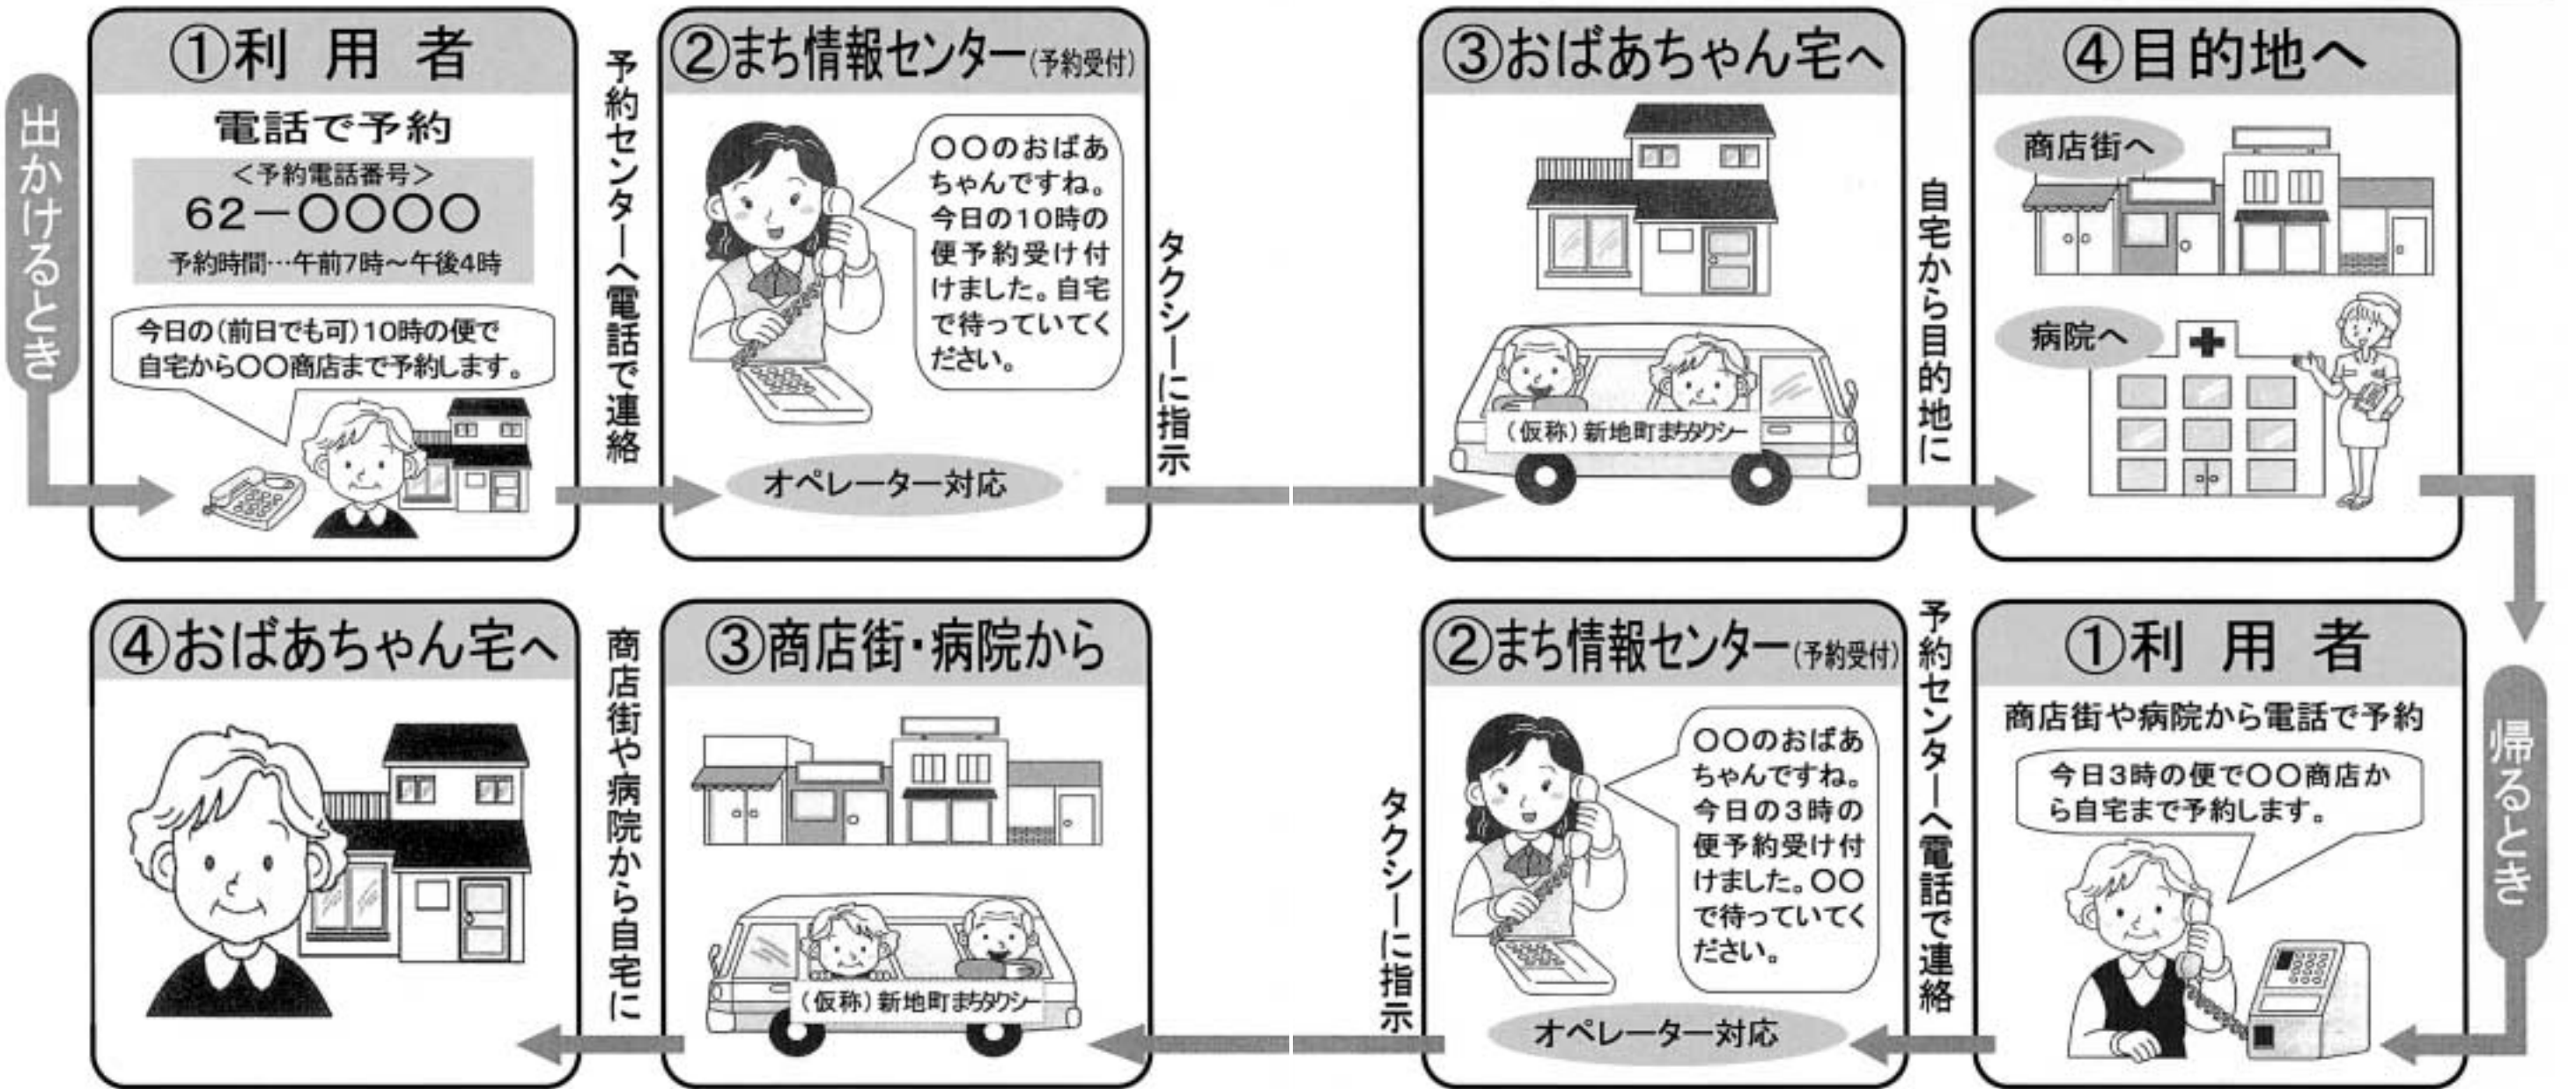 出かけるとき
①利用者
電話で予約
<予約電話番号>
62-〇〇〇〇
予約時間…午前7時～午後4時
今日の(前日でも可)10時の便で
自宅から〇〇商店まで予約します。
予約センターへ電話で連絡
②まち情報センター(予約受付)
〇〇のおばあ
ちゃんですね。
今日の10時の
便予約受け付
けました。自宅
で待っていてく
ださい。
オペレーター対応
タクシーに指示
③おばあちゃん宅へ
(仮称)新地町まちタクシー
自宅から目的地に
④目的地へ
商店街へ
病院へ
帰るとき
①利用者
商店街や病院から電話で予約
今日3時の便で〇〇商店か
ら自宅まで予約します。
予約センターへ電話で連絡
②まち情報センター(予約受付)
〇〇のおばあ
ちゃんですね。
今日の3時の
便予約受け付
けました。〇〇
で待っていてく
ださい。
オペレーター対応
タクシーに指示
③商店街・病院から
(仮称)新地町まちタクシー
商店街や病院から自宅に
④おばあちゃん宅へ